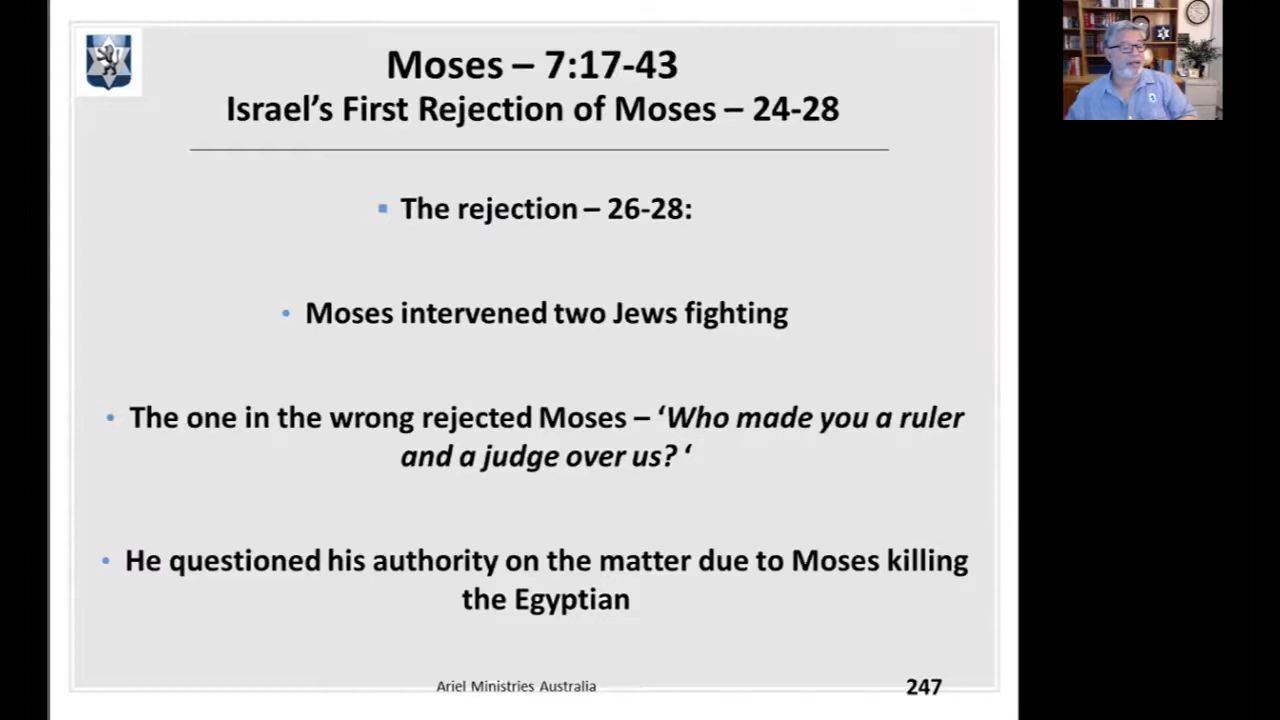 Moses – 7:17-43
Israel’s First Rejection of Moses – 24-28
The rejection – 26-28:
Moses intervened two Jews fighting
The one in the wrong rejected Moses – ‘Who made you a ruler
and a judge over us? ‘
He questioned his authority on the matter due to Moses killing
the Egyptian
Ariel Ministries Australia
247